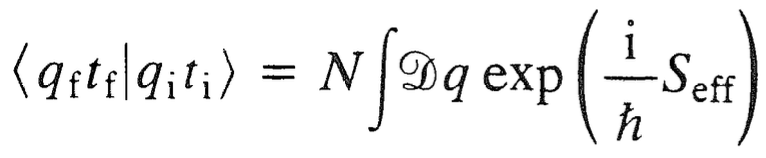 ⟨q_f t_f|q_i t_i⟩ = N∫𝒟q exp(i/ℏ S_eff)